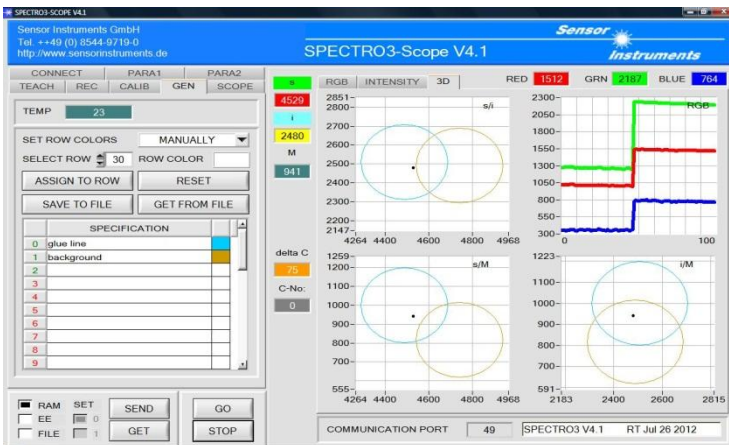 SPECTRO3-SCOPE V4.1
Sensor Instruments GmbH
Tel. ++49 (0) 8544-9719-0
http://www.sensorinstruments.de
SPECTRO3-Scope V4.1
Sensor
Instruments
CONNECT PARA1 PARA2
TEACH REC CALIB GEN SCOPE
TEMP 23
SET ROW COLORS MANUALLY
SELECT ROW 30 ROW COLOR
ASSIGN TO ROW RESET
SAVE TO FILE GET FROM FILE
SPECIFICATION
0 glue line
1 background
2
3
4
5
6
7
8
9
RAM SET
EE 0
FILE 1
SEND GO
GET STOP
s
4529
i
2480
M
941
delta C
75
C-No:
0
RGB INTENSITY 3D RED 1512 GRN 2187 BLUE 764
s/i
2851
2800
2700
2600
2500
2400
2300
2200
2147
4264 4400 4600 4800 4968
RGB
2300
2050
1800
1550
1300
1050
800
550
300
0 100
s/M
1259
1200
1100
1000
900
800
700
555
4264 4400 4600 4800 4968
i/M
1223
1100
1000
900
800
700
591
2183 2400 2600 2815
COMMUNICATION PORT 49 SPECTRO3 V4.1 RT Jul 26 2012